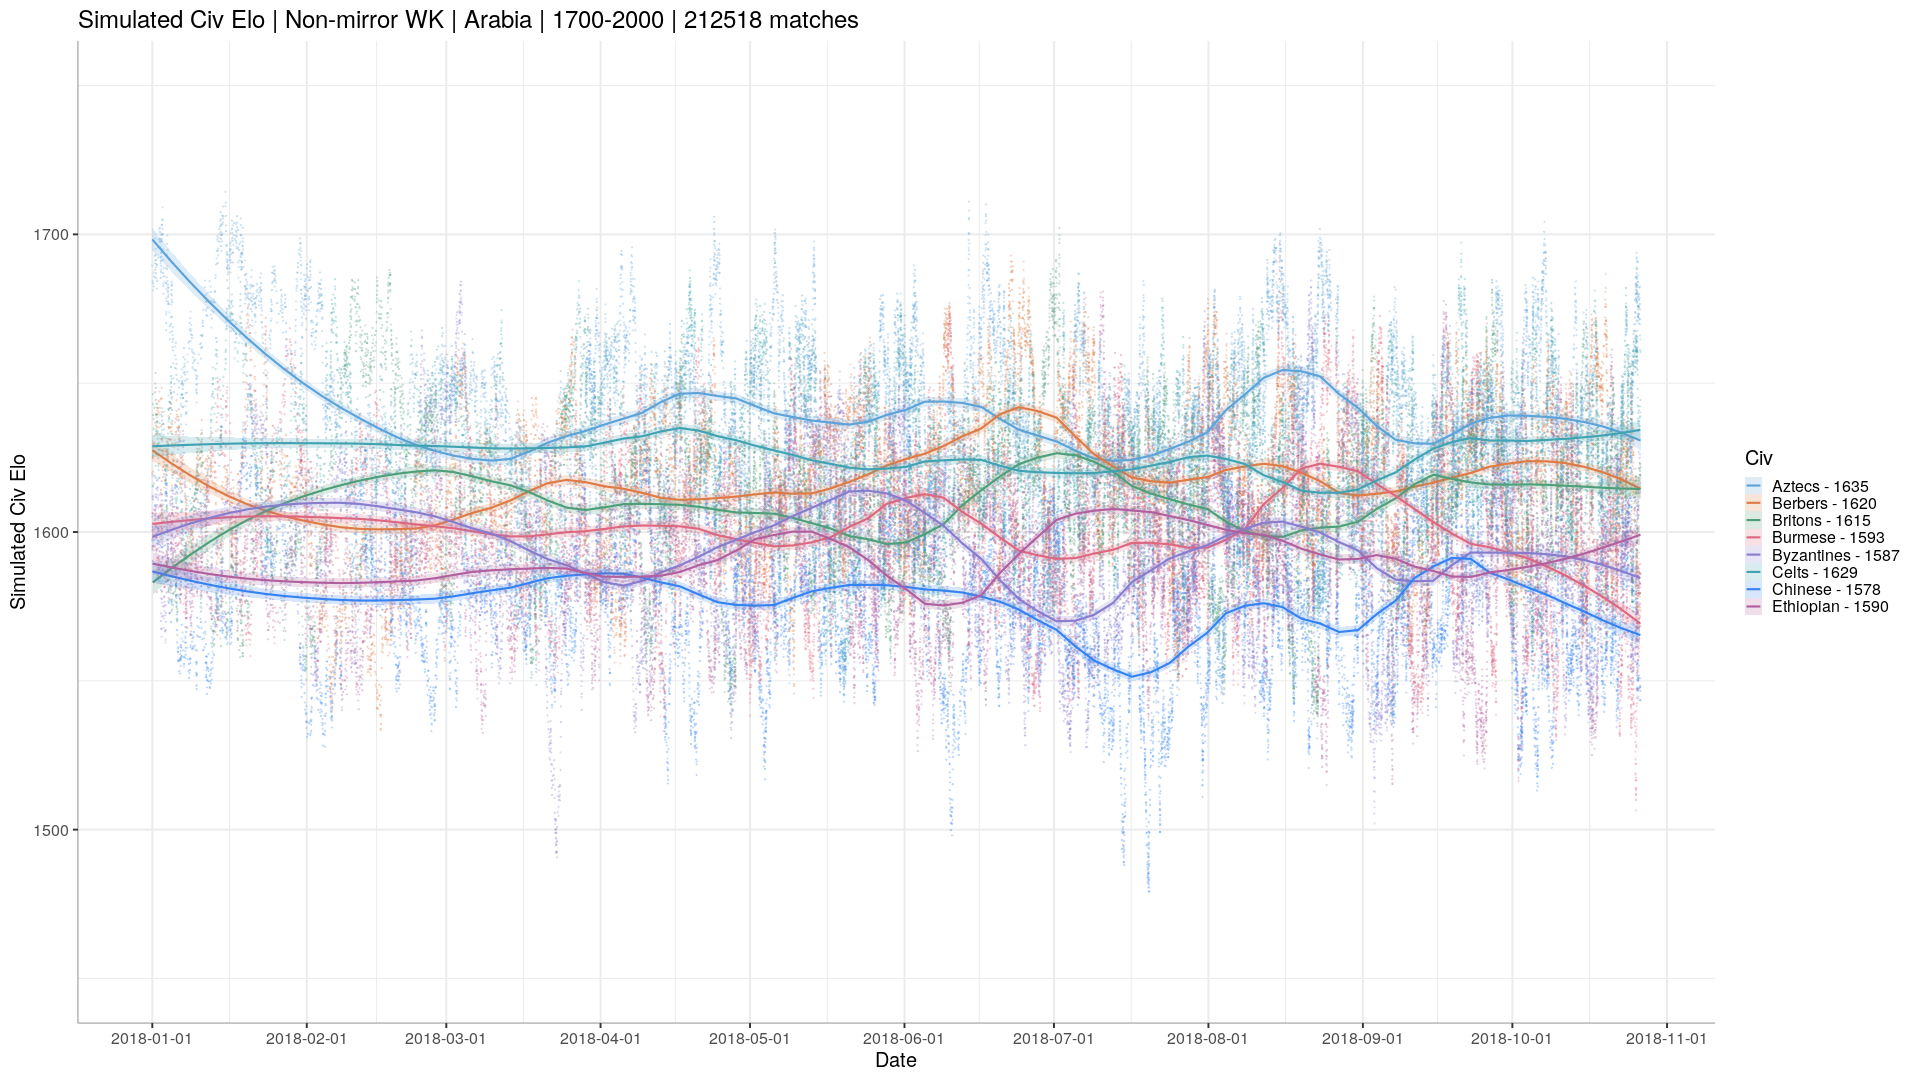 Simulated Civ Elo | Non-mirror WK | Arabia | 1700-2000 | 212518 matches
Simulated Civ Elo
1700
1600
1500
2018-01-01
2018-02-01
2018-03-01
2018-04-01
2018-05-01
2018-06-01
2018-07-01
2018-08-01
2018-09-01
2018-10-01
2018-11-01
Date
Civ
Aztecs - 1635
Berbers - 1620
Britons - 1615
Burmese - 1593
Byzantines - 1587
Celts - 1629
Chinese - 1578
Ethiopian - 1590